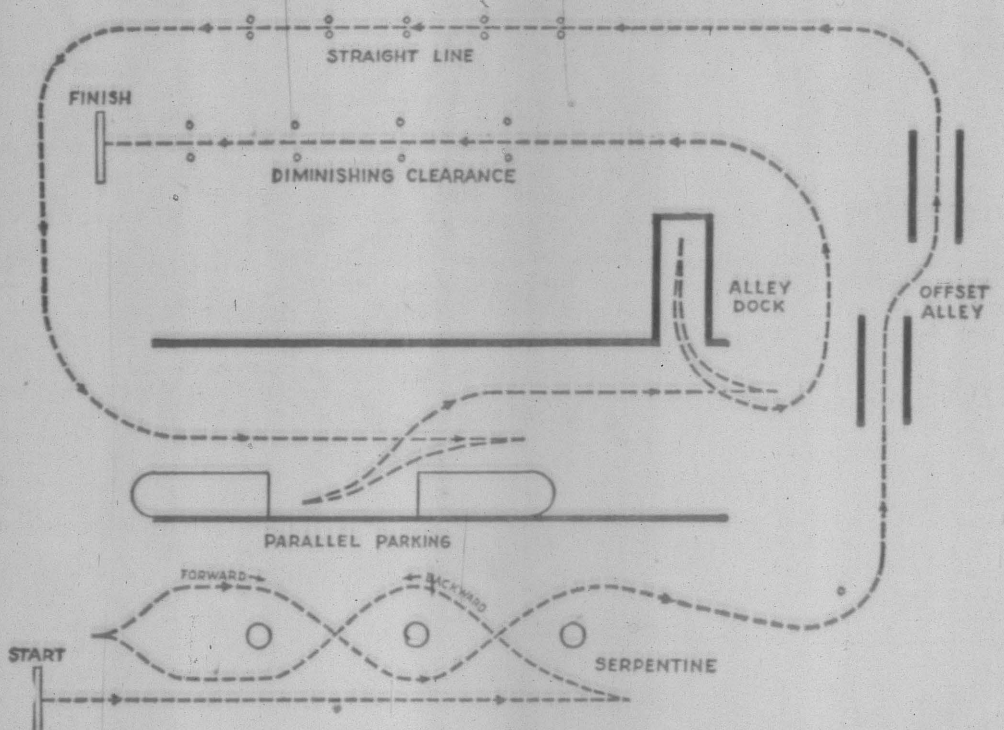 STRAIGHT LINE
FINISH
DIMINISHING CLEARANCE
ALLEY
DOCK
OFFSET
ALLEY
PARALLEL PARKING
FORWARD
BACKWARD
START
SERPENTINE